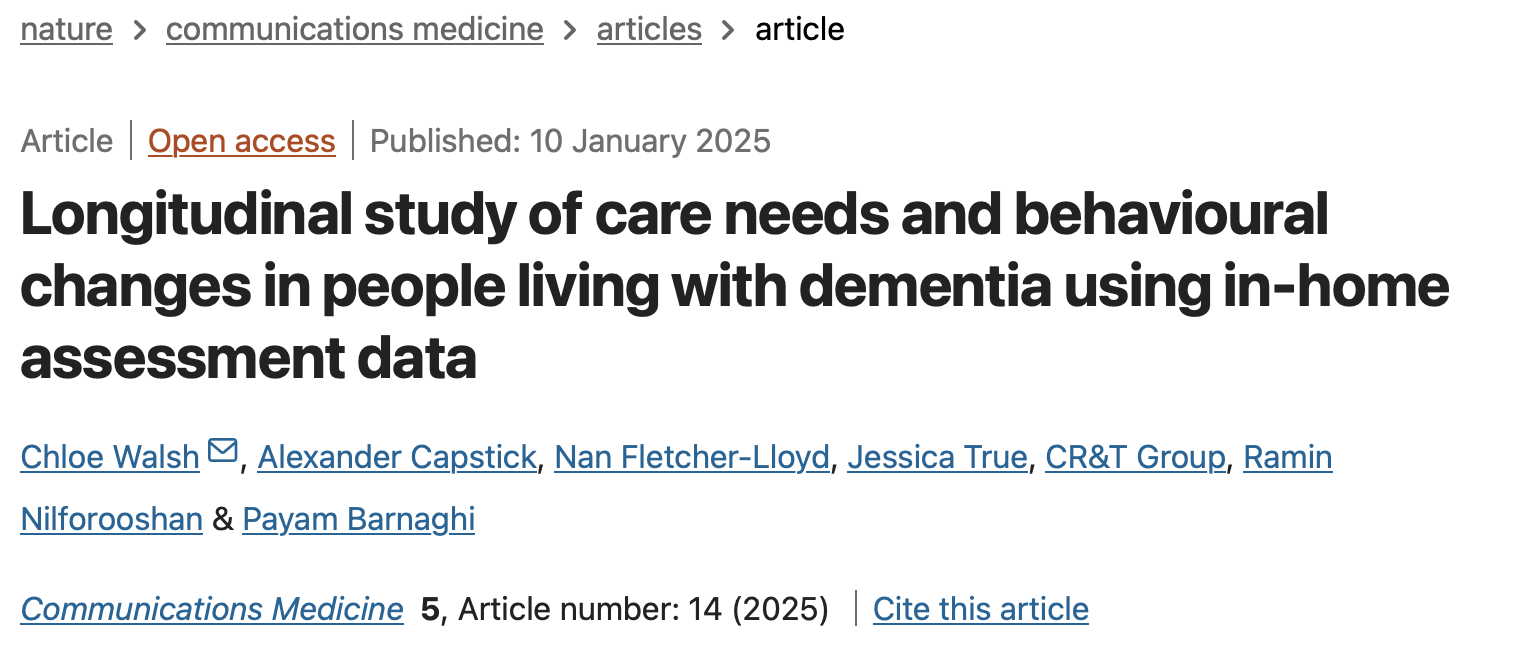 nature > communications medicine > articles > article
Article | Open access | Published: 10 January 2025
Longitudinal study of care needs and behavioural
changes in people living with dementia using in-home
assessment data
Chloe Walsh, Alexander Capstick, Nan Fletcher-Lloyd, Jessica True, CR&T Group, Ramin
Nilforooshan & Payam Barnaghi
Communications Medicine 5, Article number: 14 (2025) | Cite this article